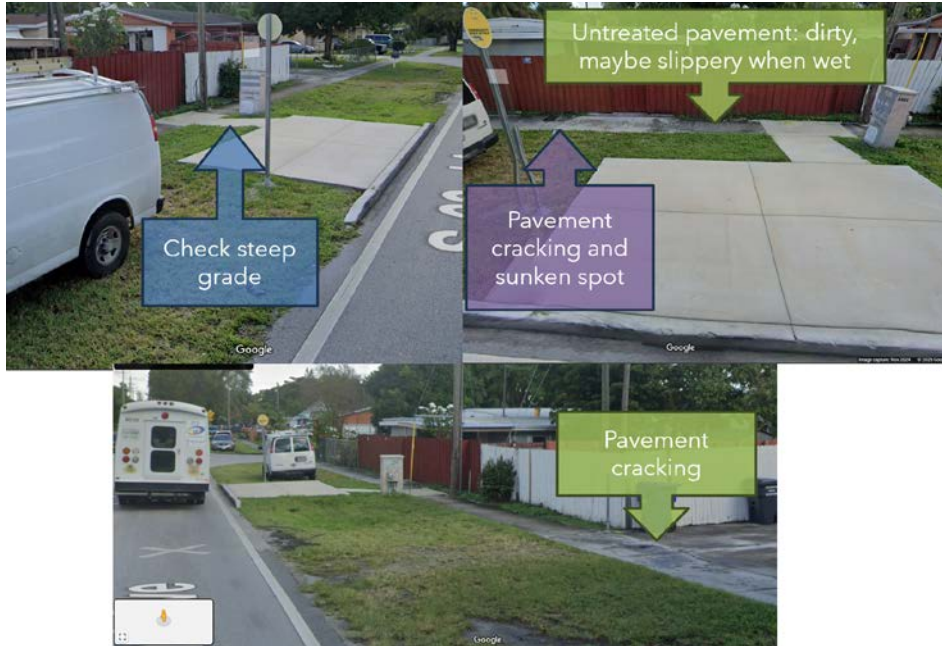 Check steep
grade
Google
Untreated pavement: dirty,
maybe slippery when wet
Pavement
cracking and
sunken spot
Google
Pavement
cracking
Google